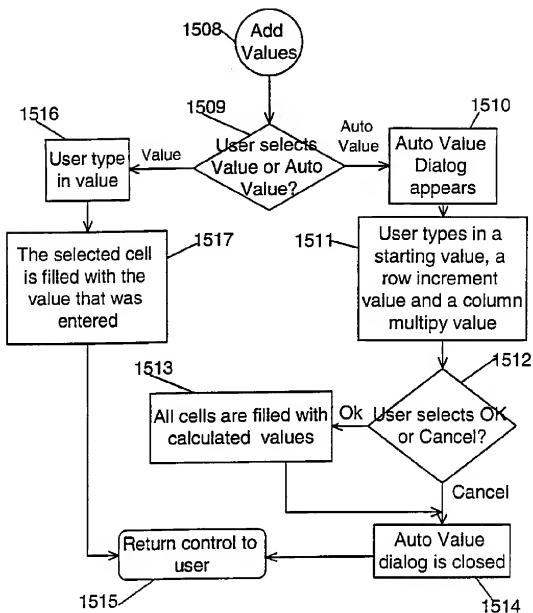 1508
Add
Values
1516
1509
1510
User type
in value
Value
User selects
Value or Auto
Value?
Auto
Value
Auto Value
Dialog
appears
1517
1511
The selected cell
is filled with the
value that was
entered
User types in a
starting value, a
row increment
value and a column
multipy value
1513
1512
All cells are filled with
calculated values
Ok
User selects OK
or Cancel?
Cancel
Return control to
user
Auto Value
dialog is closed
1515
1514